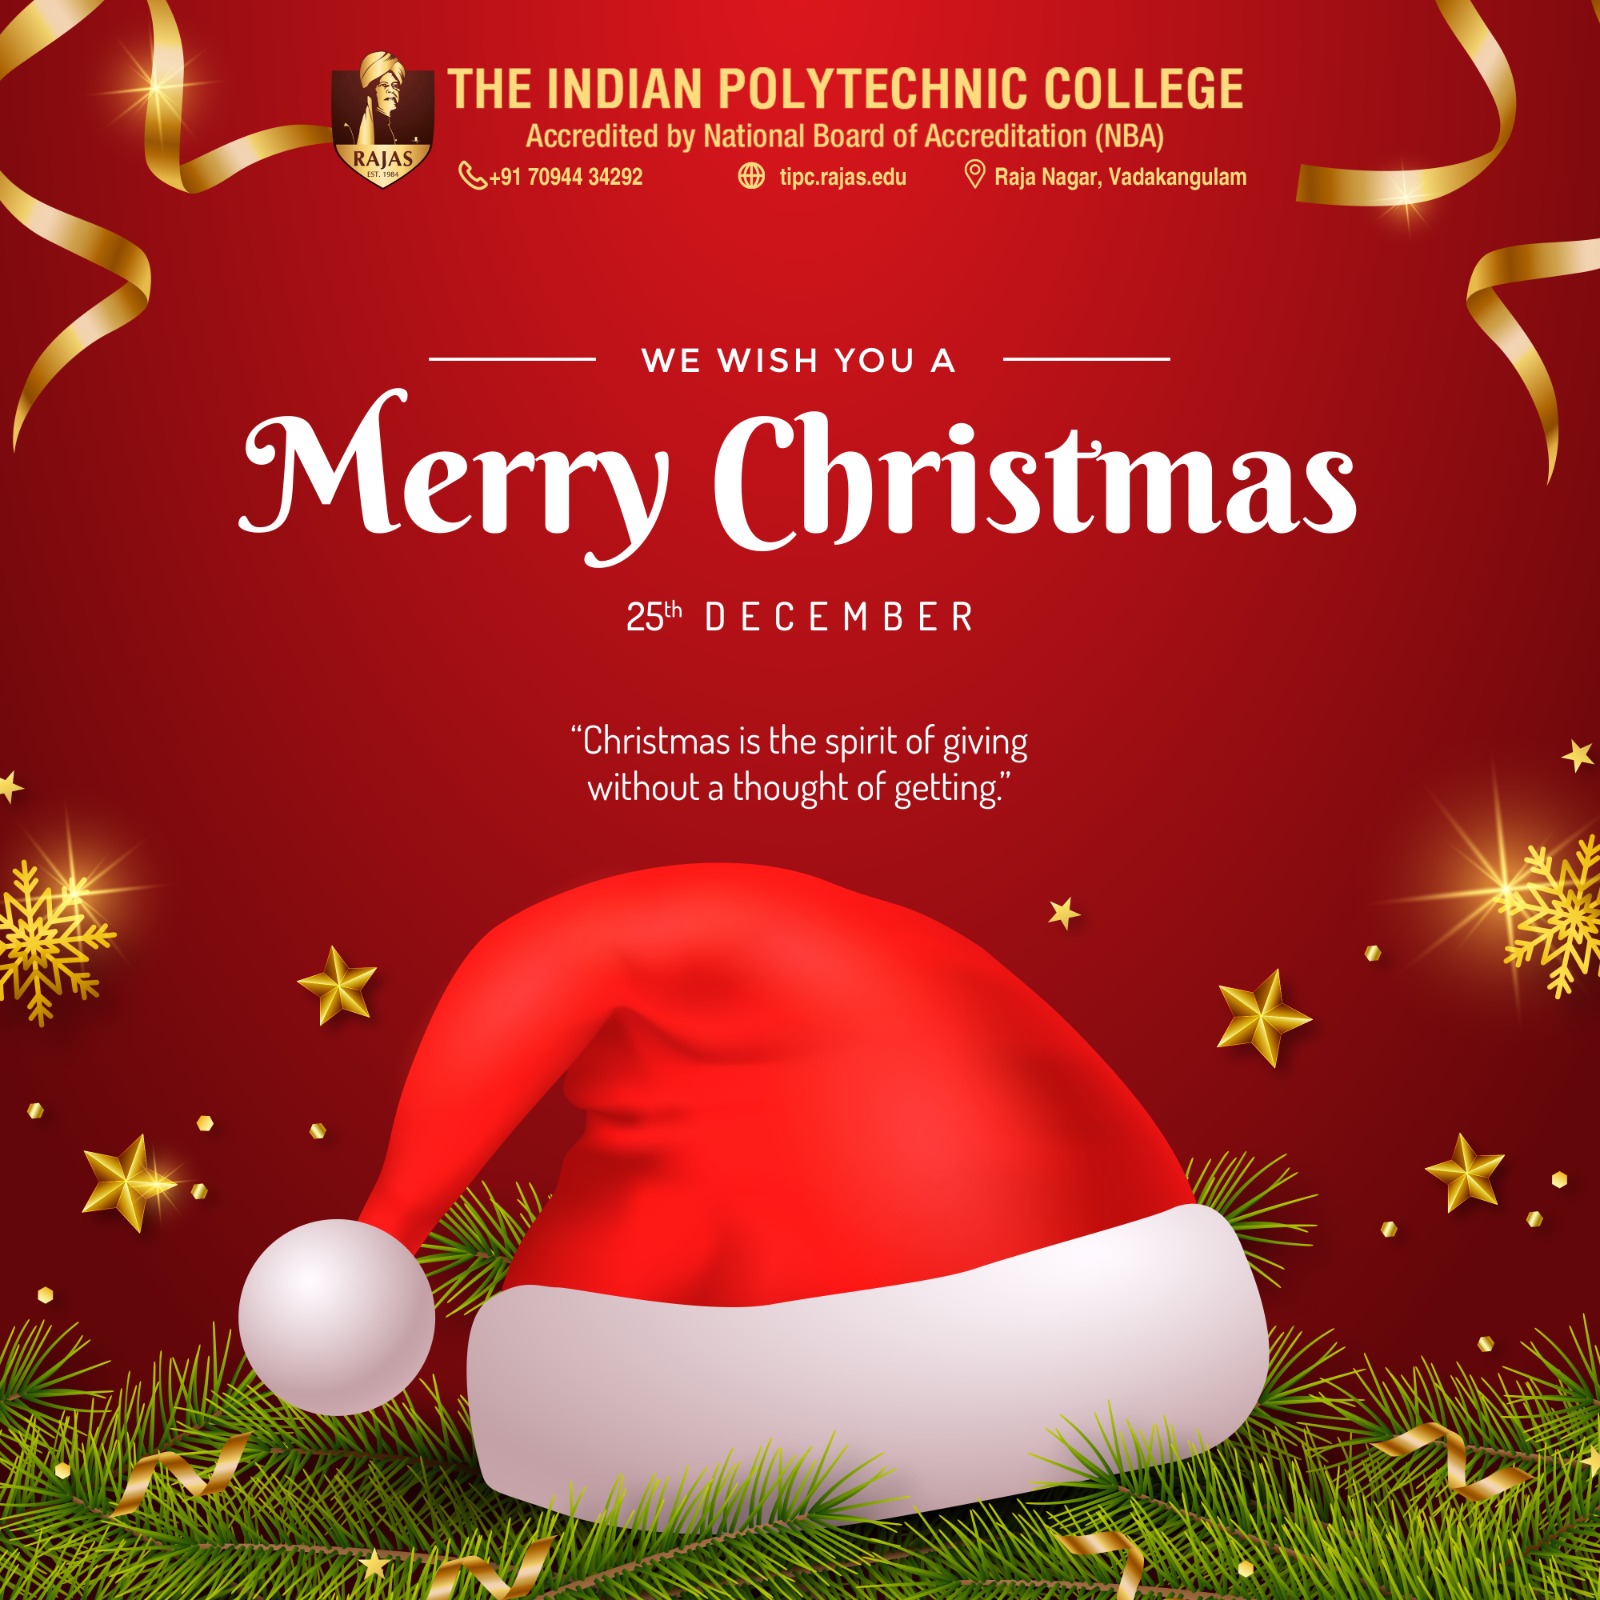 RAJAS
EST. 1984
THE INDIAN POLYTECHNIC COLLEGE
Accredited by National Board of Accreditation (NBA)
+91 70944 34292 tipc.rajas.edu Raja Nagar, Vadakangulam
WE WISH YOU A
Merry Christmas
25th DECEMBER
“Christmas is the spirit of giving
without a thought of getting.”